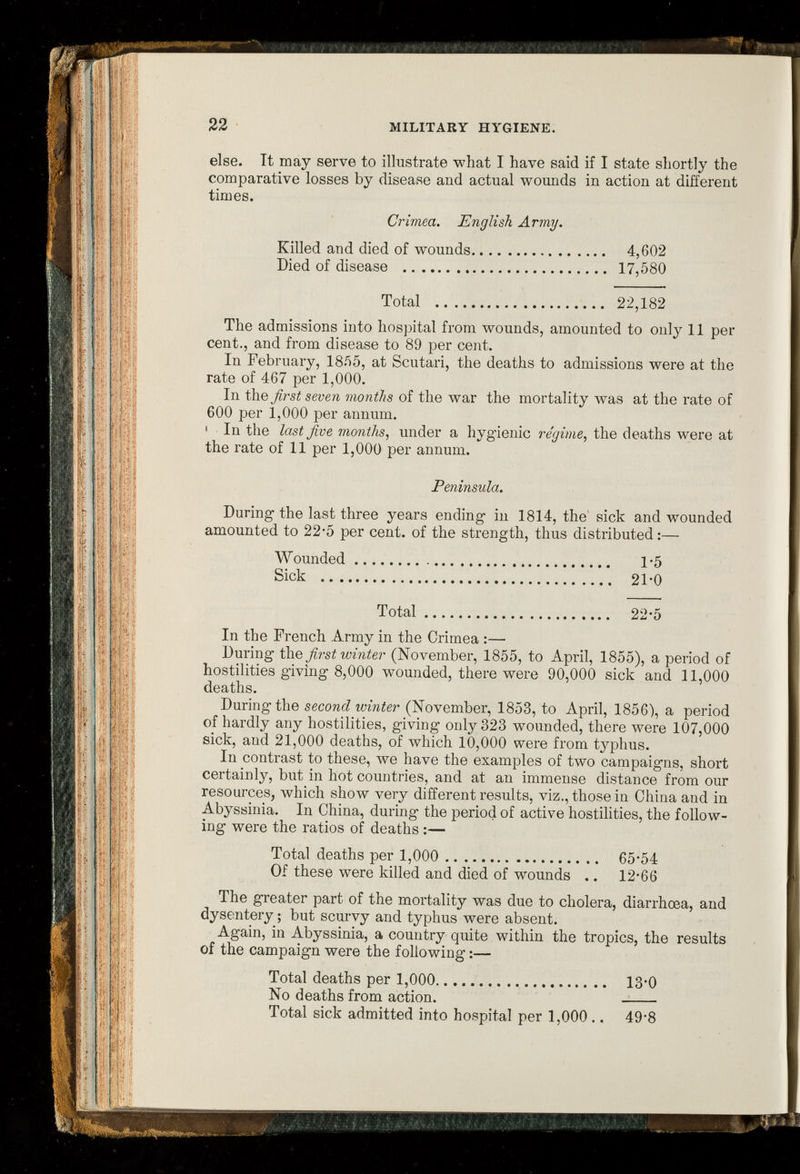 22 MILITARY HYGIENE.
else. It may serve to illustrate what I have said if I state shortly the
comparative losses by disease and actual wounds in action at different
times.
Crimea. English Army.
Killed and died of wounds................ 4,602
Died of disease ........................ 17,580
Total .................... 22,182
The admissions into hospital from wounds, amounted to only 11 per
cent., and from disease to 89 per cent.
In February, 1855, at Scutari, the deaths to admissions were at the
rate of 467 per 1,000.
In the first seven months of the war the mortality was at the rate of
600 per 1,000 per annum.
' In the last five months, under a hygienic régime, the deaths were at
the rate of 11 per 1,000 per annum.
Peninsula.
During the last three years ending in 1814, the sick and wounded
amounted to 22·5 per cent. of the strength, thus distributed:—
Wounded .............................. 1·5
Sick .................................. 21·0
Total ...................... 22·5
In the French Army in the Crimea :—
During the first winter (November, 1855, to April, 1855), a period of
hostilities giving 8,000 wounded, there were 90,000 sick and 11,000
deaths.
During the second winter (November, 1853, to April, 1856), a period
of hardly any hostilities, giving only 323 wounded, there were 107,000
sick, and 21,000 deaths, of which 10,000 were from typhus.
In contrast to these, we have the examples of two campaigns, short
certainly, but in hot countries, and at an immense distance from our
resources, which show very different results, viz., those in China and in
Abyssinia. In China, during the period of active hostilities, the follow-
ing were the ratios of deaths :—
Total deaths per 1,000 .................. 65·54
Of these were killed and died of wounds .. 12·66
The greater part of the mortality was due to cholera, diarrhœa, and
dysentery; but scurvy and typhus were absent.
Again, in Abyssinia, a country quite within the tropics, the results
of the campaign were the following:—
Total deaths per 1,000.................... 13·0
No deaths from action.
Total sick admitted into hospital per 1,000 .. 49·8